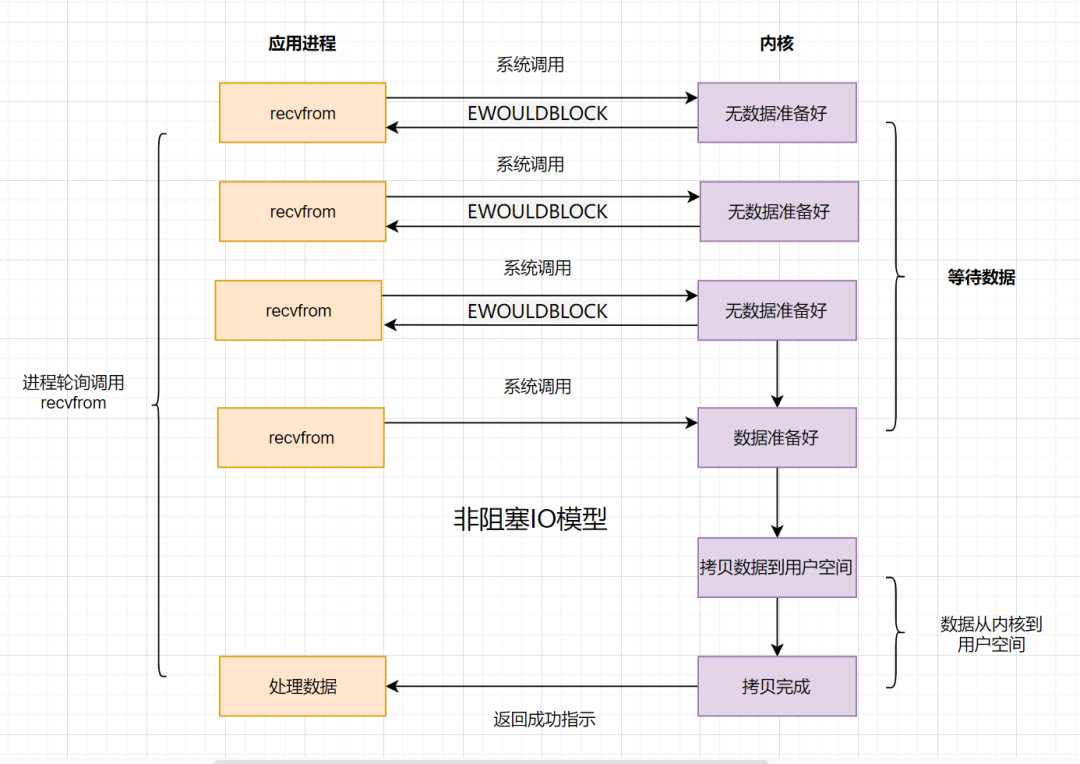 应用进程
内核
系统调用
recvfrom
EWOULDBLOCK
无数据准备好
系统调用
recvfrom
EWOULDBLOCK
无数据准备好
系统调用
等待数据
recvfrom
EWOULDBLOCK
无数据准备好
进程轮询调用
recvfrom
系统调用
recvfrom
数据准备好
非阻塞IO模型
拷贝数据到用户空间
数据从内核到
用户空间
处理数据
拷贝完成
返回成功指示